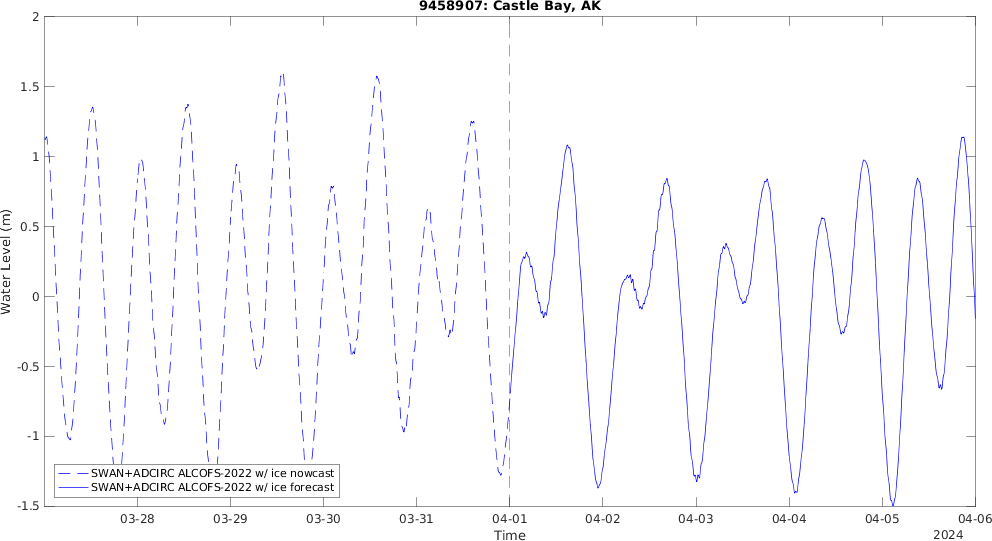 9458907: Castle Bay, AK
2
1.5
1
0.5
0
-0.5
-1
-1.5
Water Level (m)
SWAN+ADCIRC ALCOFS-2022 w/ ice nowcast
SWAN+ADCIRC ALCOFS-2022 w/ ice forecast
03-28 03-29 03-30 03-31 04-01 04-02 04-03 04-04 04-05 04-06
Time
2024